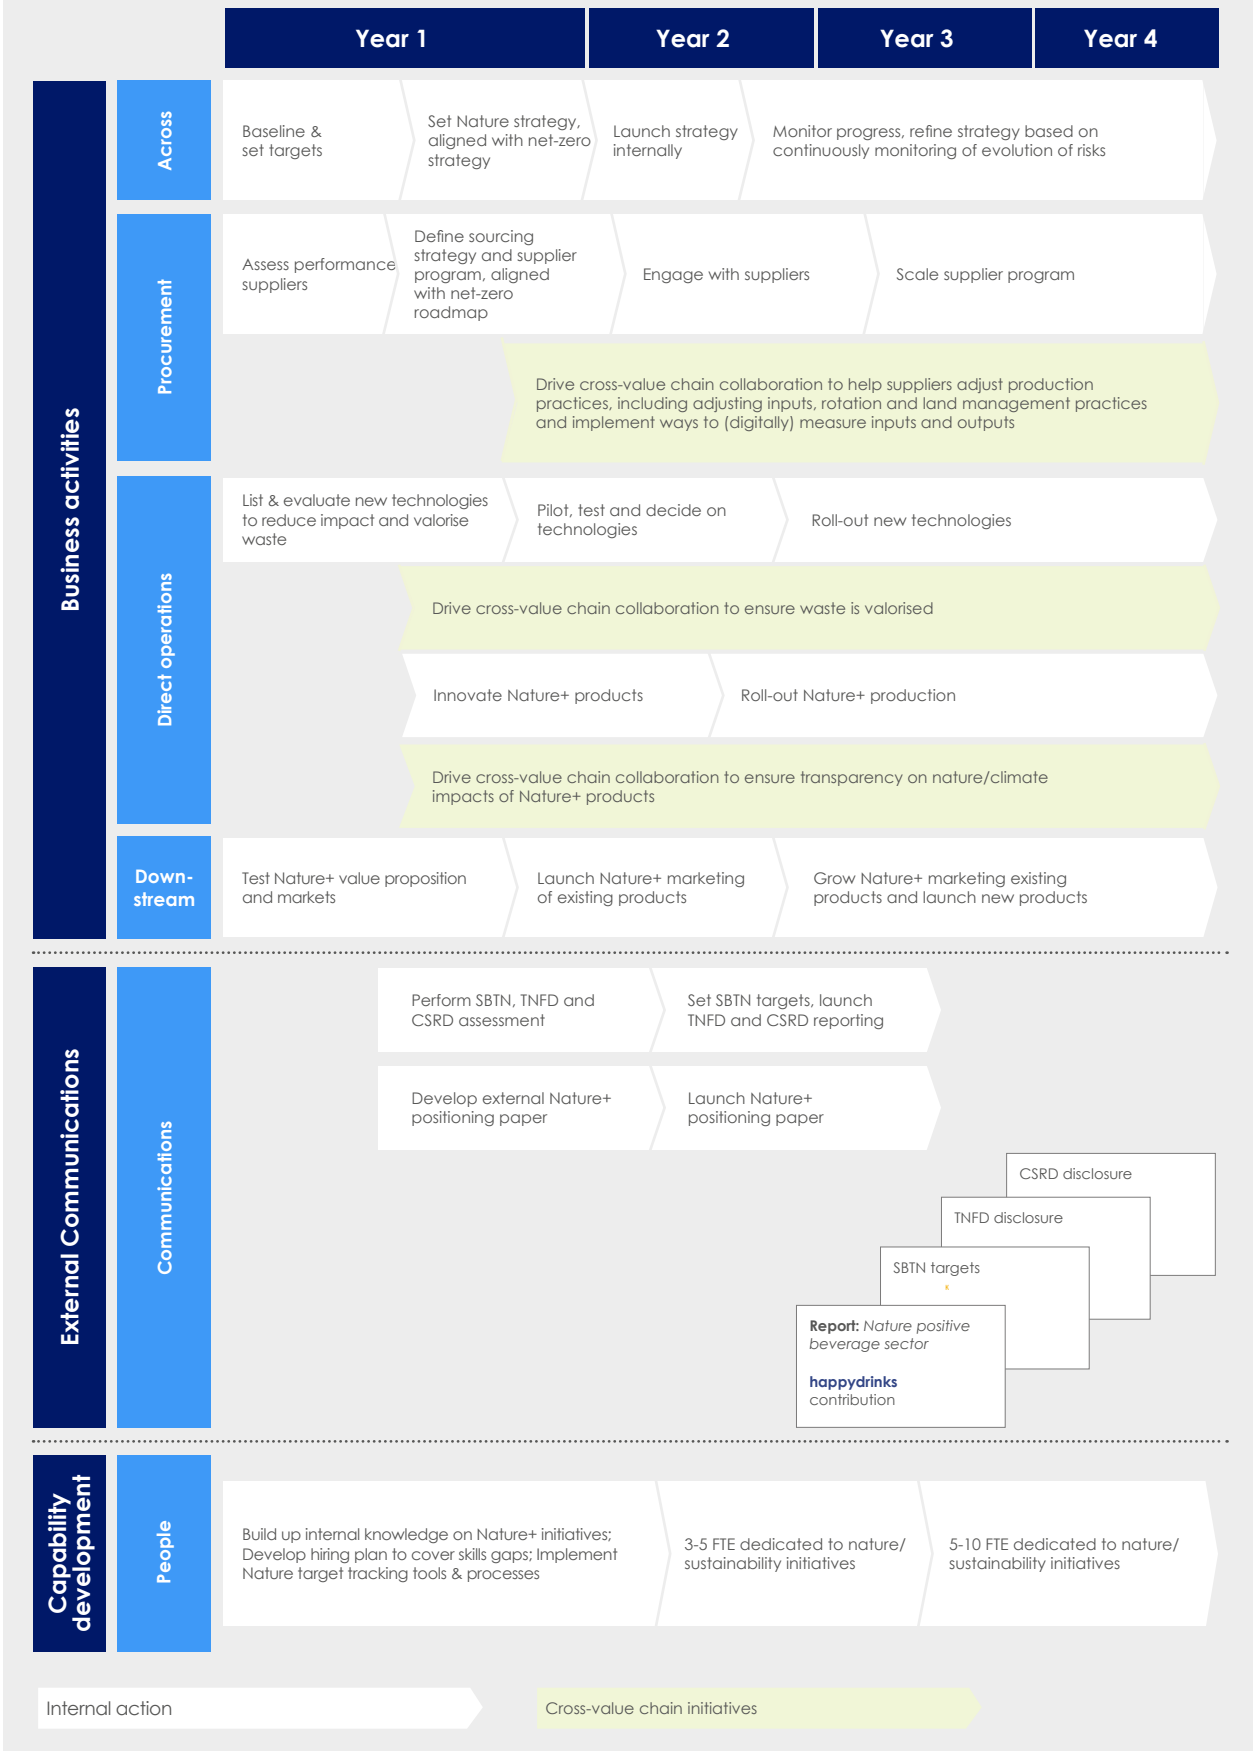 Year 1
Year 2
Year 3
Year 4
Business activities
Across
Baseline &
set targets
Set Nature strategy,
aligned with net-zero
strategy
Launch strategy
internally
Monitor progress, refine strategy based on
continuously monitoring of evolution of risks
Procurement
Assess performance
suppliers
Define sourcing
strategy and supplier
program, aligned
with net-zero
roadmap
Engage with suppliers
Scale supplier program
Drive cross-value chain collaboration to help suppliers adjust production
practices, including adjusting inputs, rotation and land management practices
and implement ways to (digitally) measure inputs and outputs
Direct operations
List & evaluate new technologies
to reduce impact and valorise
waste
Pilot, test and decide on
technologies
Roll-out new technologies
Drive cross-value chain collaboration to ensure waste is valorised
Innovate Nature+ products
Roll-out Nature+ production
Drive cross-value chain collaboration to ensure transparency on nature/climate
impacts of Nature+ products
Down-
stream
Test Nature+ value proposition
and markets
Launch Nature+ marketing
of existing products
Grow Nature+ marketing existing
products and launch new products
External Communications
Communications
Perform SBTN, TNFD and
CSRD assessment
Set SBTN targets, launch
TNFD and CSRD reporting
Develop external Nature+
positioning paper
Launch Nature+
positioning paper
CSRD disclosure
TNFD disclosure
SBTN targets
Report: Nature positive
beverage sector
happydrinks
contribution
Capability
development
People
Build up internal knowledge on Nature+ initiatives;
Develop hiring plan to cover skills gaps; Implement
Nature target tracking tools & processes
3-5 FTE dedicated to nature/
sustainability initiatives
5-10 FTE dedicated to nature/
sustainability initiatives
Internal action
Cross-value chain initiatives